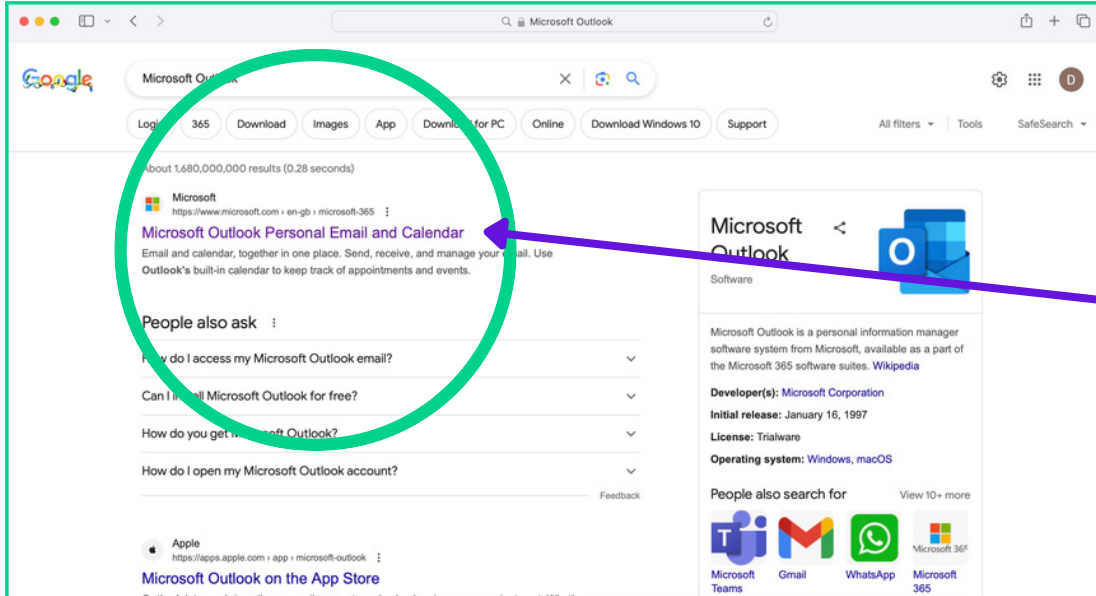 Microsoft Outlook
Google
Microsoft Outlook
Login 365 Download Images App Download for PC Online Download Windows 10 Support All filters Tools SafeSearch
About 1,680,000,000 results (0.28 seconds)
Microsoft
https://www.microsoft.com › en-gb › microsoft-365
Microsoft Outlook Personal Email and Calendar
Email and calendar, together in one place. Send, receive, and manage your email. Use
Outlook's built-in calendar to keep track of appointments and events.
People also ask
How do I access my Microsoft Outlook email?
Can I install Microsoft Outlook for free?
How do you get Microsoft Outlook?
How do I open my Microsoft Outlook account?
Feedback
Apple
https://apps.apple.com › app › microsoft-outlook
Microsoft Outlook on the App Store
D
Microsoft
Outlook
Software
O
Microsoft Outlook is a personal information manager
software system from Microsoft, available as a part of
the Microsoft 365 software suites. Wikipedia
Developer(s): Microsoft Corporation
Initial release: January 16, 1997
License: Trialware
Operating system: Windows, macOS
People also search for View 10+ more
T
Microsoft 365
Microsoft Gmail WhatsApp Microsoft
Teams 365